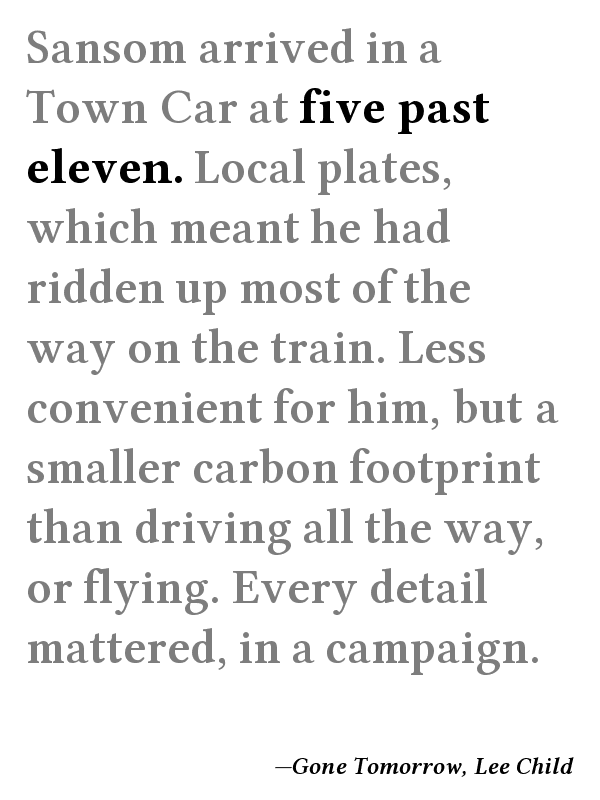 Sansom arrived in a
Town Car at five past
eleven. Local plates,
which meant he had
ridden up most of the
way on the train. Less
convenient for him, but a
smaller carbon footprint
than driving all the way,
or flying. Every detail
mattered, in a campaign.
—Gone Tomorrow, Lee Child